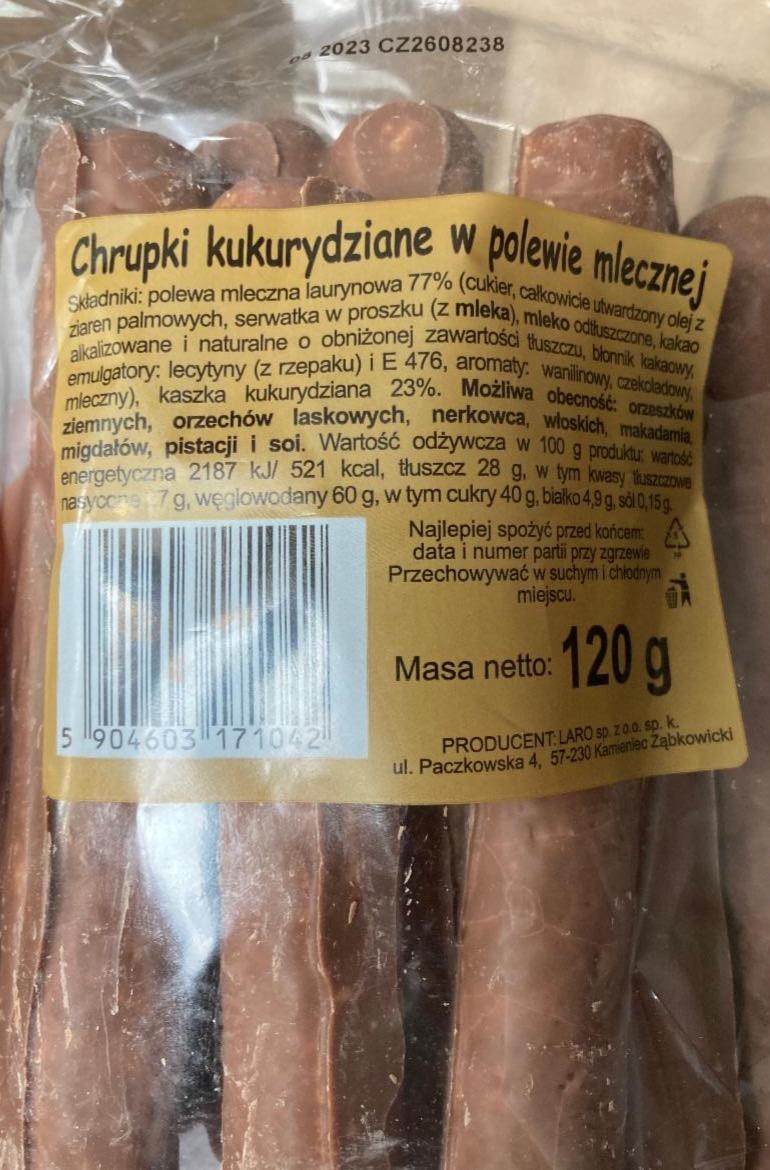 2023 CZ2608238
Chrupki kukurydziane w polewie mlecznej
Składniki: polewa mleczna laurynowa 77% (cukier, całkowicie utwardzony olej z
ziaren palmowych, serwatka w proszku (z mleka), mleko odtłuszczone, kakao
alkalizowane i naturalne o obniżonej zawartości tłuszczu, błonnik kakaowy,
emulgatory: lecytyny (z rzepaku) i E 476, aromaty: wanilinowy, czekoladowy,
mleczny), kaszka kukurydziana 23%. Możliwa obecność: orzeszków
ziemnych, orzechów laskowych, nerkowca, włoskich, makadamia,
migdałów, pistacji i soi. Wartość odżywcza w 100 g produktu: wartość
energetyczna 2187 kJ/ 521 kcal, tłuszcz 28 g, w tym kwasy tłuszczowe
g, węglowodany 60 g, w tym cukry 40 g, białko 4,9 g, sól 0,15 g.
Najlepiej spożyć przed końcem:
data i numer partii przy zgrzewie
Przechowywać w suchym i chłodnym
miejscu.
Masa netto: 120 g
5 904603 171042
PRODUCENT: LARO sp. z o.o. sp. k.
ul. Paczkowska 4, 57-230 Kamieniec Ząbkowicki